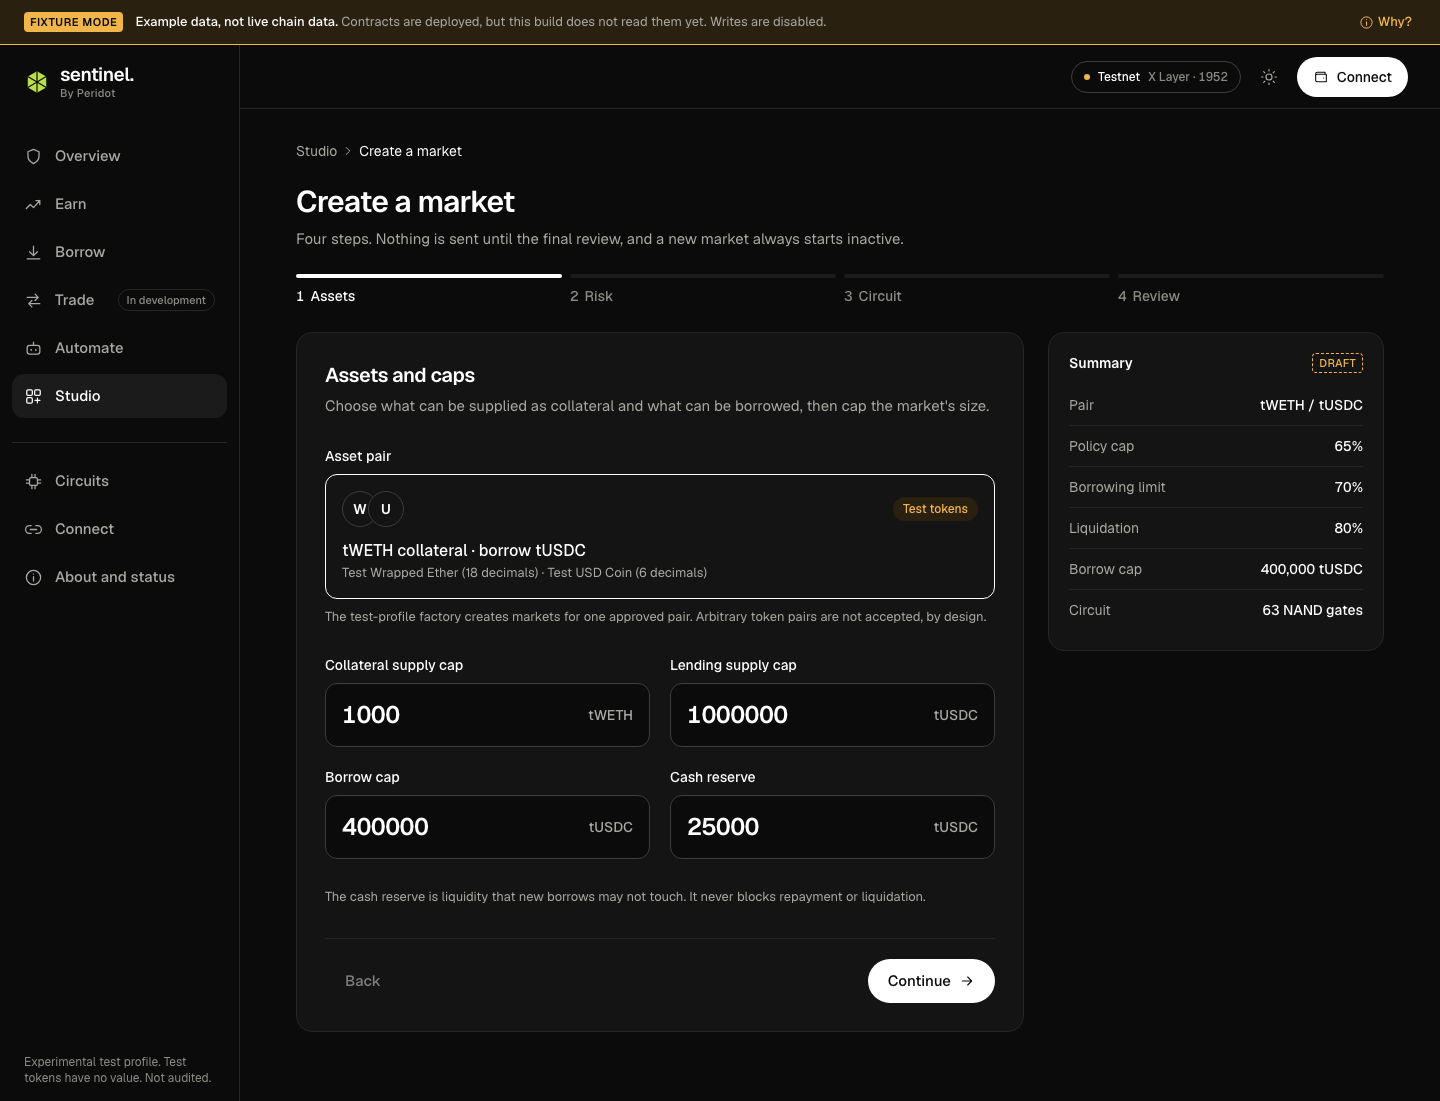 FIXTURE MODE Example data, not live chain data. Contracts are deployed, but this build does not read them yet. Writes are disabled. Why?
sentinel.
By Peridot
Testnet X Layer · 1952
Connect
Overview
Earn
Borrow
Trade In development
Automate
Studio
Circuits
Connect
About and status
Experimental test profile. Test
tokens have no value. Not audited.
Studio > Create a market
Create a market
Four steps. Nothing is sent until the final review, and a new market always starts inactive.
1 Assets
2 Risk
3 Circuit
4 Review
Assets and caps
Choose what can be supplied as collateral and what can be borrowed, then cap the market's size.
Asset pair
W U
Test tokens
tWETH collateral · borrow tUSDC
Test Wrapped Ether (18 decimals) · Test USD Coin (6 decimals)
The test-profile factory creates markets for one approved pair. Arbitrary token pairs are not accepted, by design.
Collateral supply cap
1000 tWETH
Lending supply cap
1000000 tUSDC
Borrow cap
400000 tUSDC
Cash reserve
25000 tUSDC
The cash reserve is liquidity that new borrows may not touch. It never blocks repayment or liquidation.
Back
Continue →
Summary DRAFT
Pair tWETH / tUSDC
Policy cap 65%
Borrowing limit 70%
Liquidation 80%
Borrow cap 400,000 tUSDC
Circuit 63 NAND gates